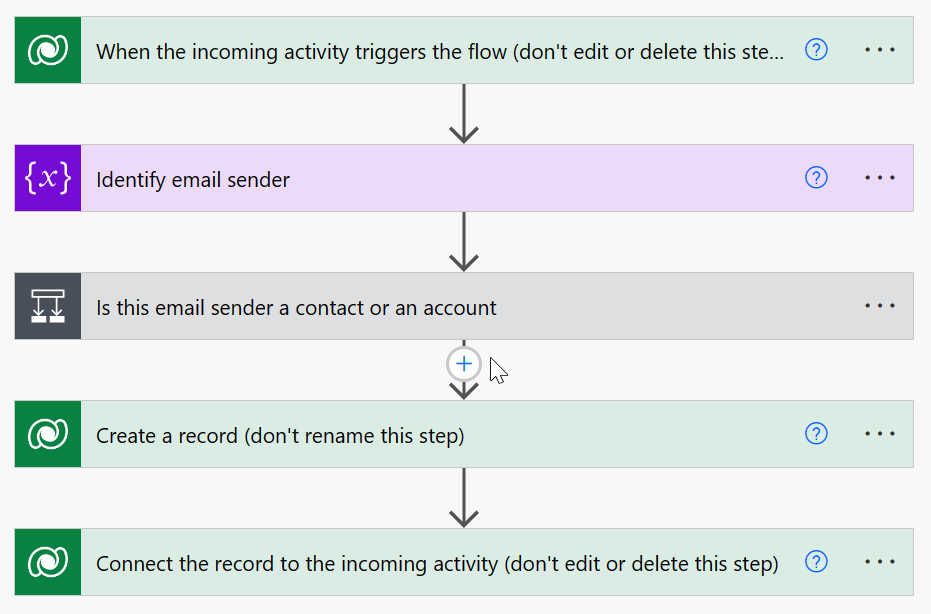 When the incoming activity triggers the flow (don't edit or delete this ste...
?
{x} Identify email sender
?
Is this email sender a contact or an account
Create a record (don't rename this step)
?
Connect the record to the incoming activity (don't edit or delete this step)
?